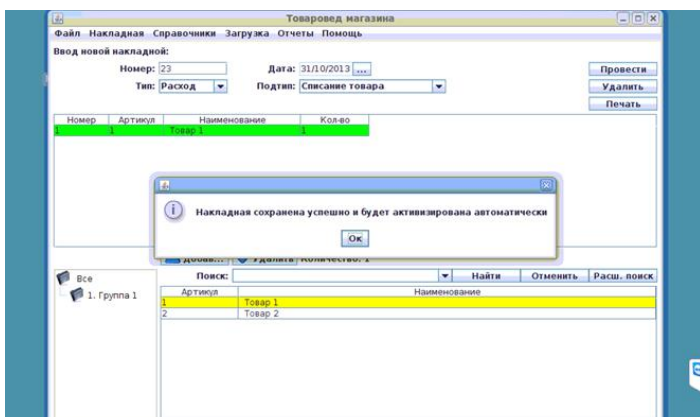 Товаровед магазина
Файл Накладная Справочники Загрузка Отчеты Помощь
Ввод новой накладной:
Номер: 23 Дата: 31/10/2013 ... Провести
Тип: Расход Подтип: Списание товара Удалить
Печать
Номер Артикул Наименование Кол-во
1 1 Товар 1 1
Накладная сохранена успешно и будет активизирована автоматически
Ок
Добав... Удалить Количество: 1
Все Поиск: Найти Отменить Расш. поиск
1. Группа 1 Артикул Наименование
1 Товар 1
2 Товар 2